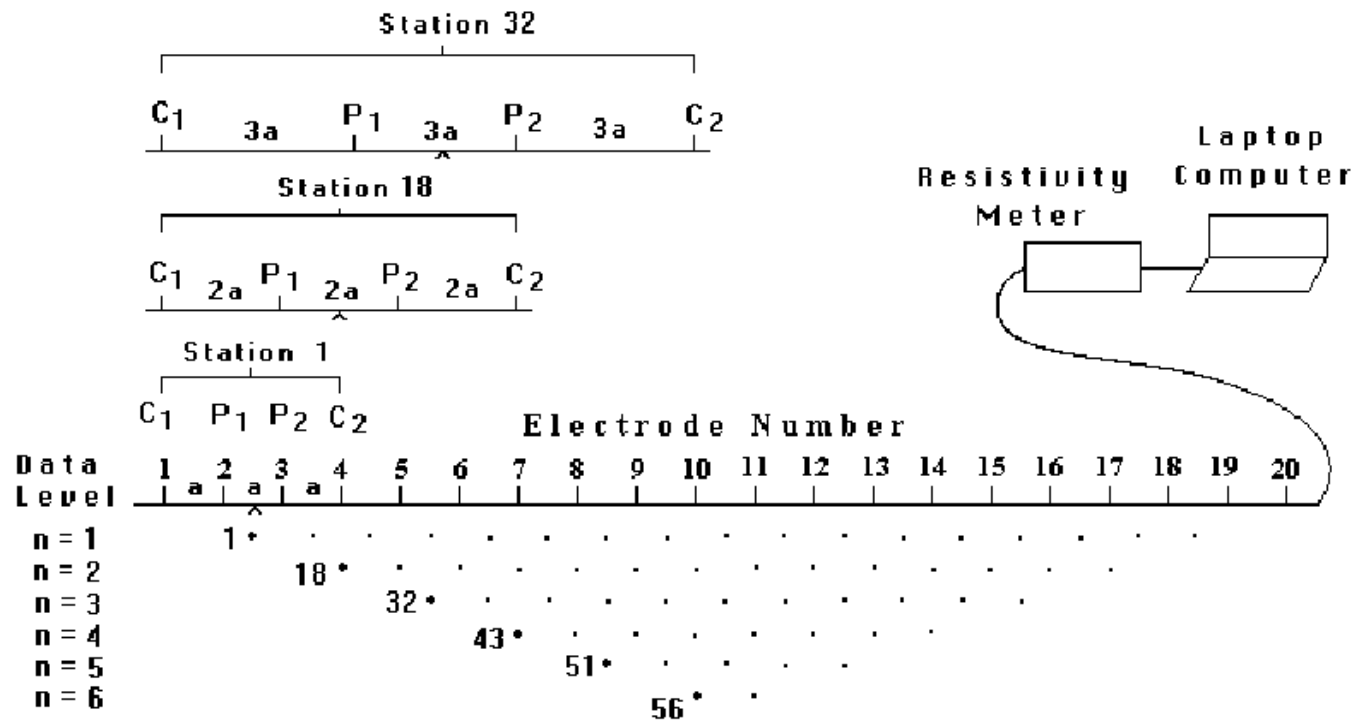 Station 32
C1 3a P1 3a P2 3a C2
Station 18
C1 2a P1 2a P2 2a C2
Station 1
C1 P1 P2 C2
Laptop
Computer
Resistivity
Meter
Electrode Number
Data
Level
1 2 3 4 5 6 7 8 9 10 11 12 13 14 15 16 17 18 19 20
a a a
n = 1 1
n = 2 18
n = 3 32
n = 4 43
n = 5 51
n = 6 56